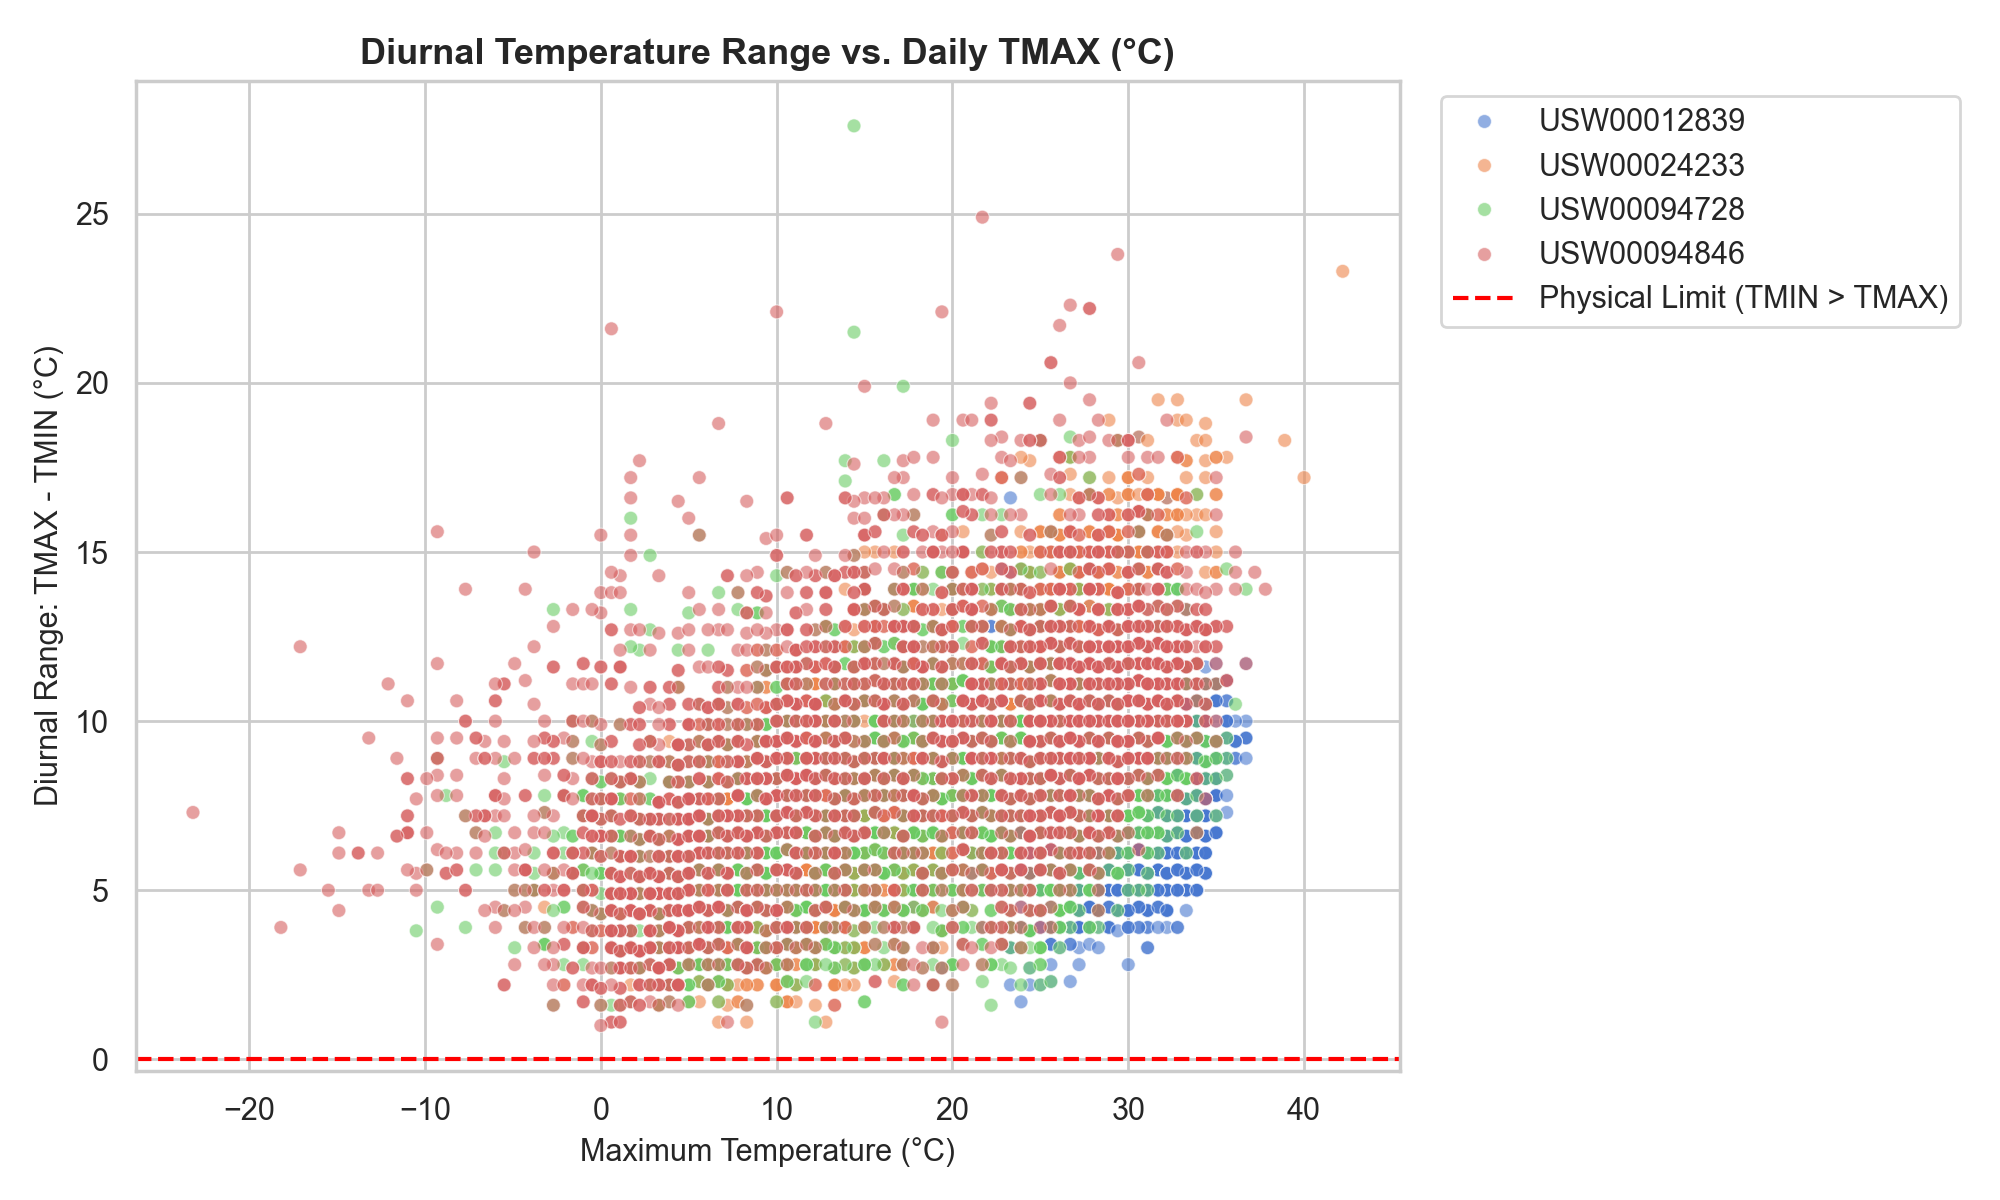 Diurnal Temperature Range vs. Daily TMAX (°C)
USW00012839
USW00024233
USW00094728
USW00094846
Physical Limit (TMIN > TMAX)
Diurnal Range: TMAX - TMIN (°C)
25
20
15
10
5
0
−20 −10 0 10 20 30 40
Maximum Temperature (°C)